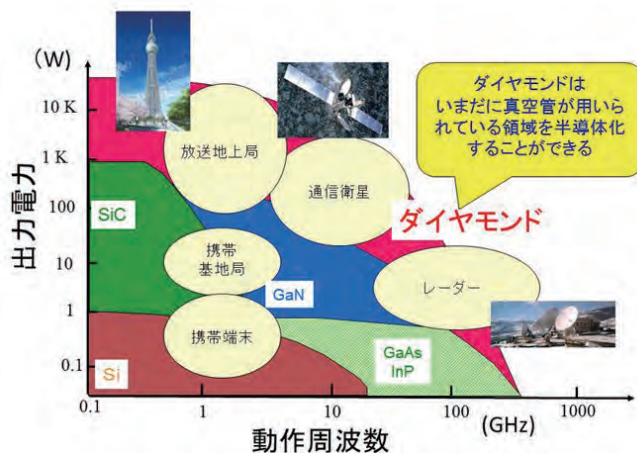 (W)
10 K
1 K
100
10
1
0.1
出力電力
放送地上局
通信衛星
ダイヤモンドは
いまだに真空管が用いら
れている領域を半導体化
することができる
ダイヤモンド
SiC
携帯
基地局
GaN
レーダー
携帯端末
GaAs
InP
Si
0.1
1
10
100
1000
(GHz)
動作周波数